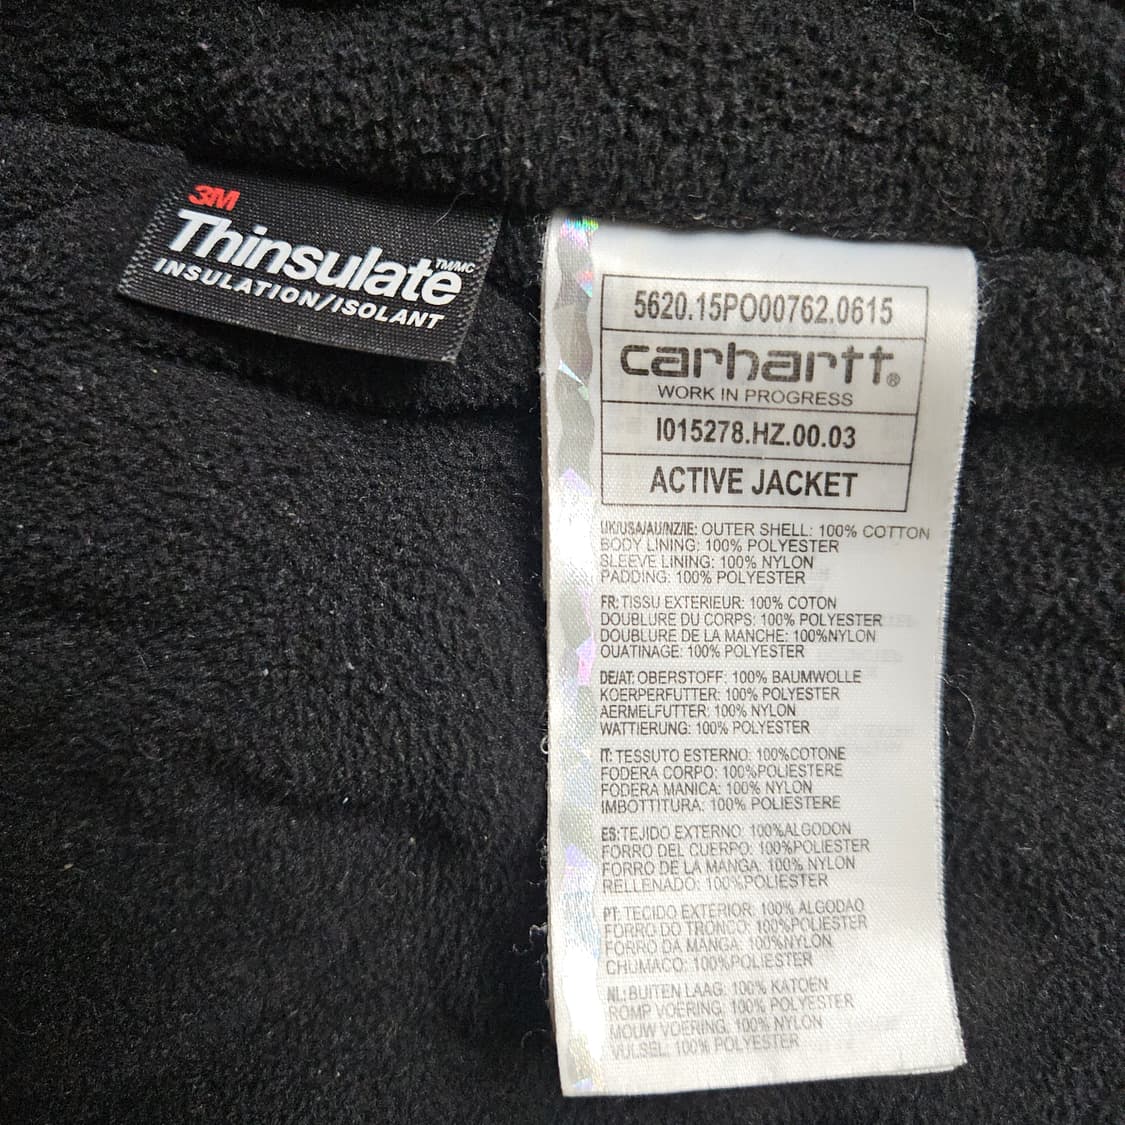 3M
Thinsulate TM/MC
INSULATION/ISOLANT
5620.15PO00762.0615
carhartt®
WORK IN PROGRESS
I015278.HZ.00.03
ACTIVE JACKET
UK/USA/AU/NZ/IE: OUTER SHELL: 100% COTTON
BODY LINING: 100% POLYESTER
SLEEVE LINING: 100% NYLON
PADDING: 100% POLYESTER
FR: TISSU EXTERIEUR: 100% COTON
DOUBLURE DU CORPS: 100% POLYESTER
DOUBLURE DE LA MANCHE: 100%NYLON
OUATINAGE: 100% POLYESTER
DE/AT: OBERSTOFF: 100% BAUMWOLLE
KOERPERFUTTER: 100% POLYESTER
AERMELFUTTER: 100% NYLON
WATTIERUNG: 100% POLYESTER
IT: TESSUTO ESTERNO: 100%COTONE
FODERA CORPO: 100%POLIESTERE
FODERA MANICA: 100% NYLON
IMBOTTITURA: 100% POLIESTERE
ES:TEJIDO EXTERNO: 100%ALGODON
FORRO DEL CUERPO: 100%POLIESTER
FORRO DE LA MANGA: 100% NYLON
RELLENADO: 100%POLIESTER
PT: TECIDO EXTERIOR: 100% ALGODAO
FORRO DO TRONCO: 100%POLIESTER
FORRO DA MANGA: 100%NYLON
CHUMACO: 100%POLIESTER
NL: BUITEN LAAG: 100% KATOEN
ROMP VOERING: 100% POLYESTER
MOUW VOERING: 100% NYLON
VULSEL: 100% POLYESTER